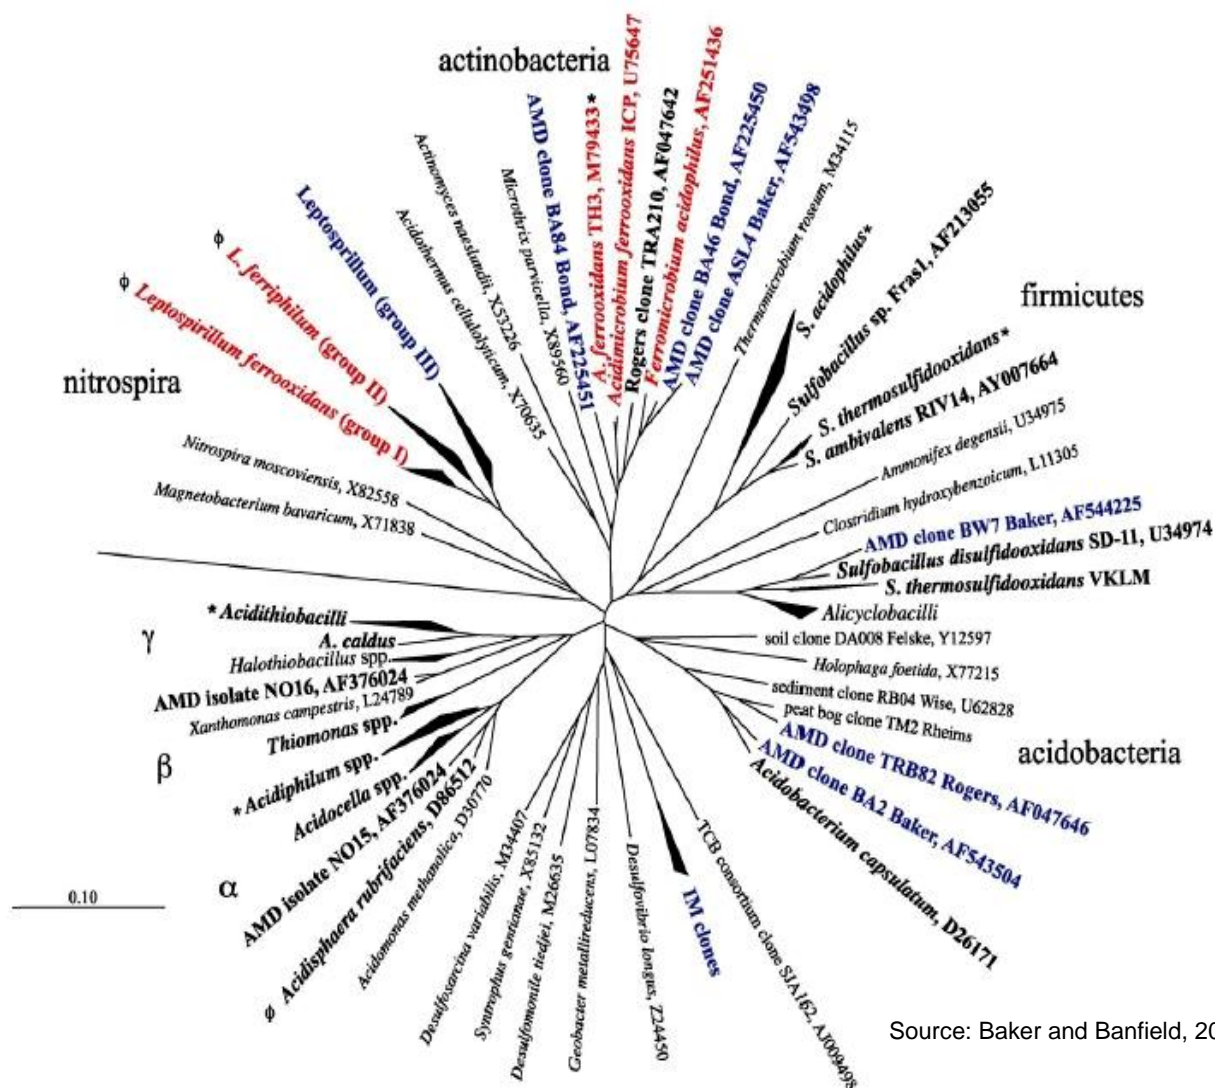 actinobacteria
AMD clone BA84 Bond, AF225451
A. ferrooxidans TH3, M79433*
Acidimicrobium ferrooxidans ICP, U75647
Rogers clone TRA210, AF047642
Ferromicrobium acidophilus, AF251436
AMD clone BA46 Bond, AF225450
AMD clone ASL4 Baker, AF543498
Thermomicrobium roseum, M34115
S. acidophilus*
Sulfobacillus sp. Fras1, AF213055
firmicutes
S. thermosulfidooxidans*
S. ambivalens RIV14, AY007664
Ammonifex degensii, U34975
Clostridium hydroxybenzoicum, L11305
AMD clone BW7 Baker, AF544225
Sulfobacillus disulfidooxidans SD-11, U34974
S. thermosulfidooxidans VKLM
Alicyclobacilli
soil clone DA008 Felske, Y12597
Holophaga foetida, X77215
sediment clone RB04 Wise, U62828
peat bog clone TM2 Rheims
acidobacteria
AMD clone TRB82 Rogers, AF047646
AMD clone BA2 Baker, AF543504
Acidobacterium capsulatum, D26171
TCB consortium clone SJA162, AJ009498
IM clones
Desulfovibrio longus, Z24450
Geobacter metallireducens, L07834
Desulfomonile tiedjei, M26635
Syntrophus gentianae, X85132
Desulfosarcina variabilis, M34407
Acidomonas methanolica, D30770
ϕ Acidisphaera rubrifaciens, D86512
AMD isolate NO15, AF376024
α
Acidocella spp.
* Acidiphilum spp.
β
Thiomonas spp.
Xanthomonas campestris, L24789
AMD isolate NO16, AF376024
Halothiobacillus spp.
γ
A. caldus
* Acidithiobacilli
Magnetobacterium bavaricum, X71838
Nitrospira moscoviensis, X82558
nitrospira
ϕ Leptospirillum ferrooxidans (group I)
ϕ L. ferriphilum (group II)
Leptosprillum (group III)
Acidothermus cellulolyticum, X70635
Actinomyces naeslundii, X53226
Microthrix parvicella, X89560
0.10
Source: Baker and Banfield, 20